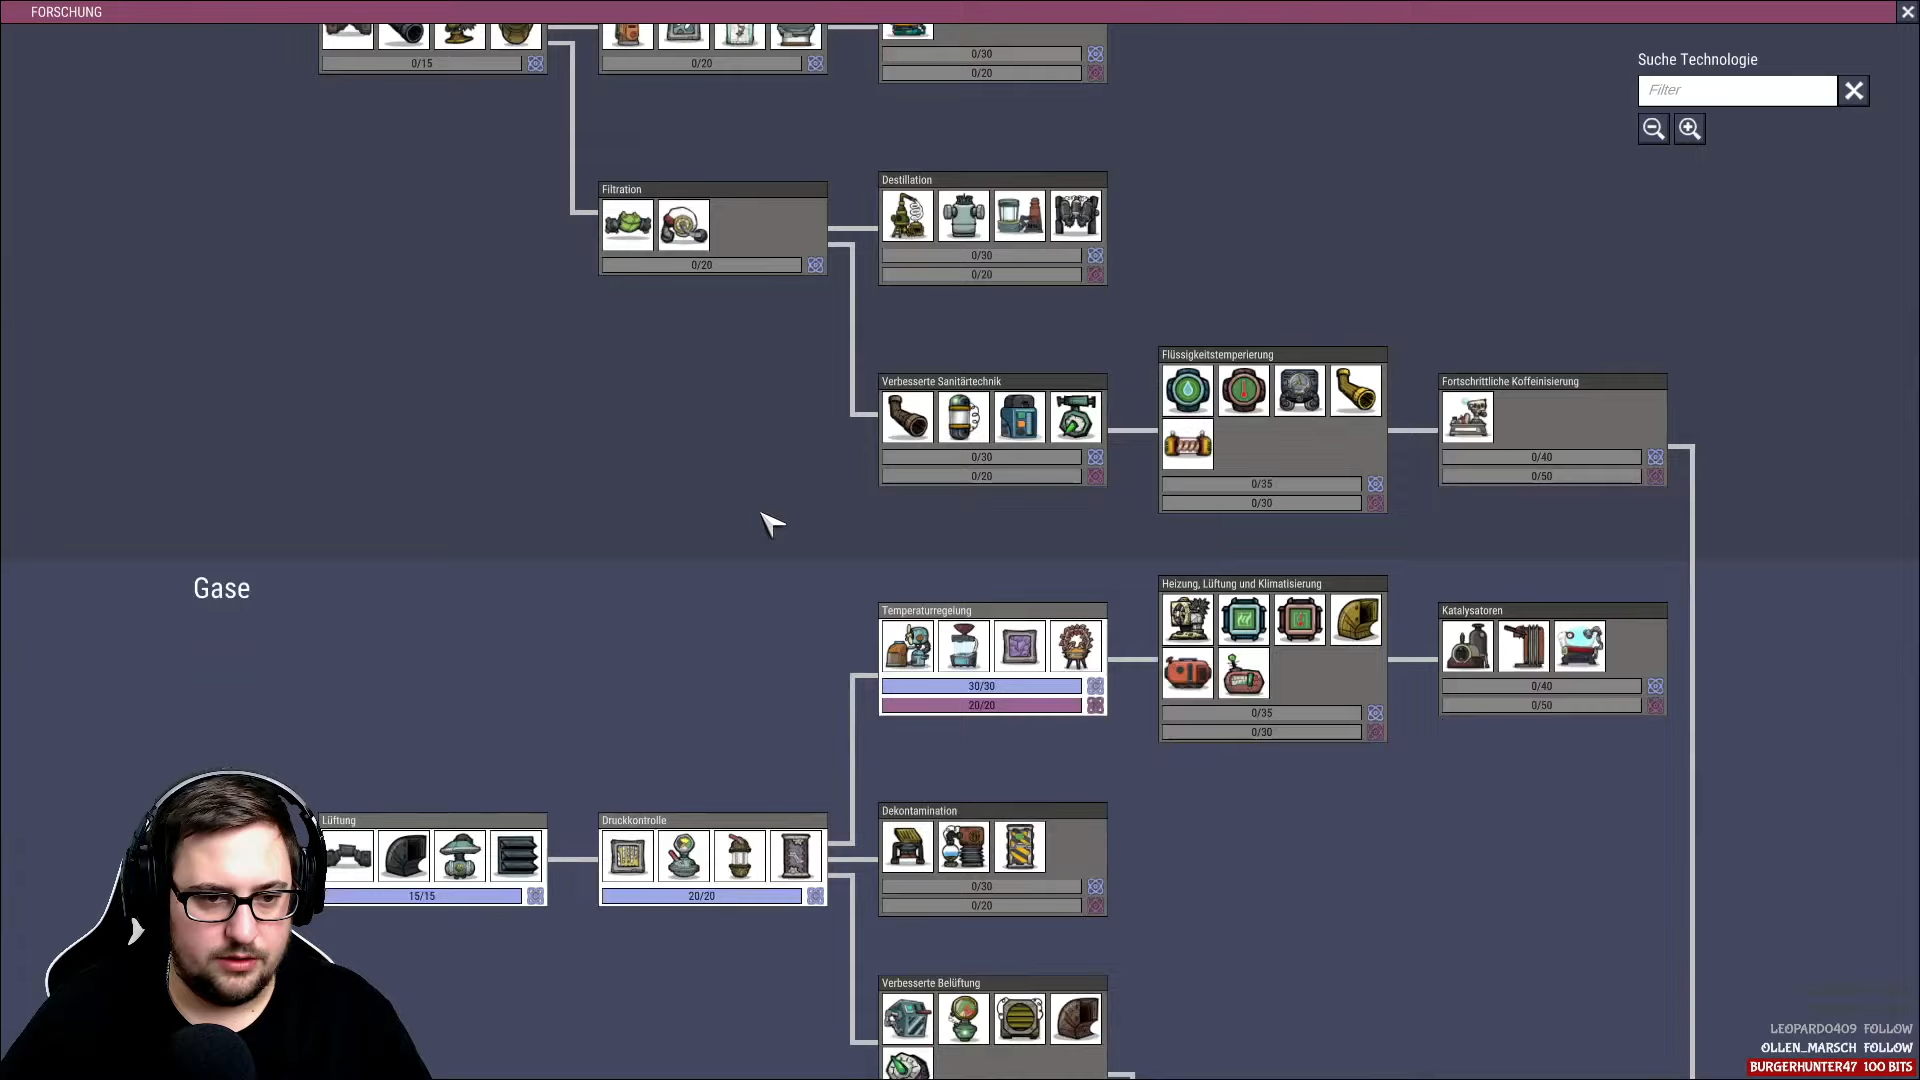 FORSCHUNG
Suche Technologie
Filter
0/15
0/20
0/30
0/20
Filtration
0/20
Destillation
0/30
0/20
Verbesserte Sanitärtechnik
0/30
0/20
Flüssigkeitstemperierung
0/35
0/30
Fortschrittliche Koffeinisierung
0/40
0/50
Gase
Temperaturregelung
30/30
20/20
Heizung, Lüftung und Klimatisierung
0/35
0/30
Katalysatoren
0/40
0/50
Lüftung
15/15
Druckkontrolle
20/20
Dekontamination
0/30
0/20
Verbesserte Belüftung
LEOPARD0409 FOLLOW
OLLEN_MARSCH FOLLOW
BURGERHUNTER47 100 BITS